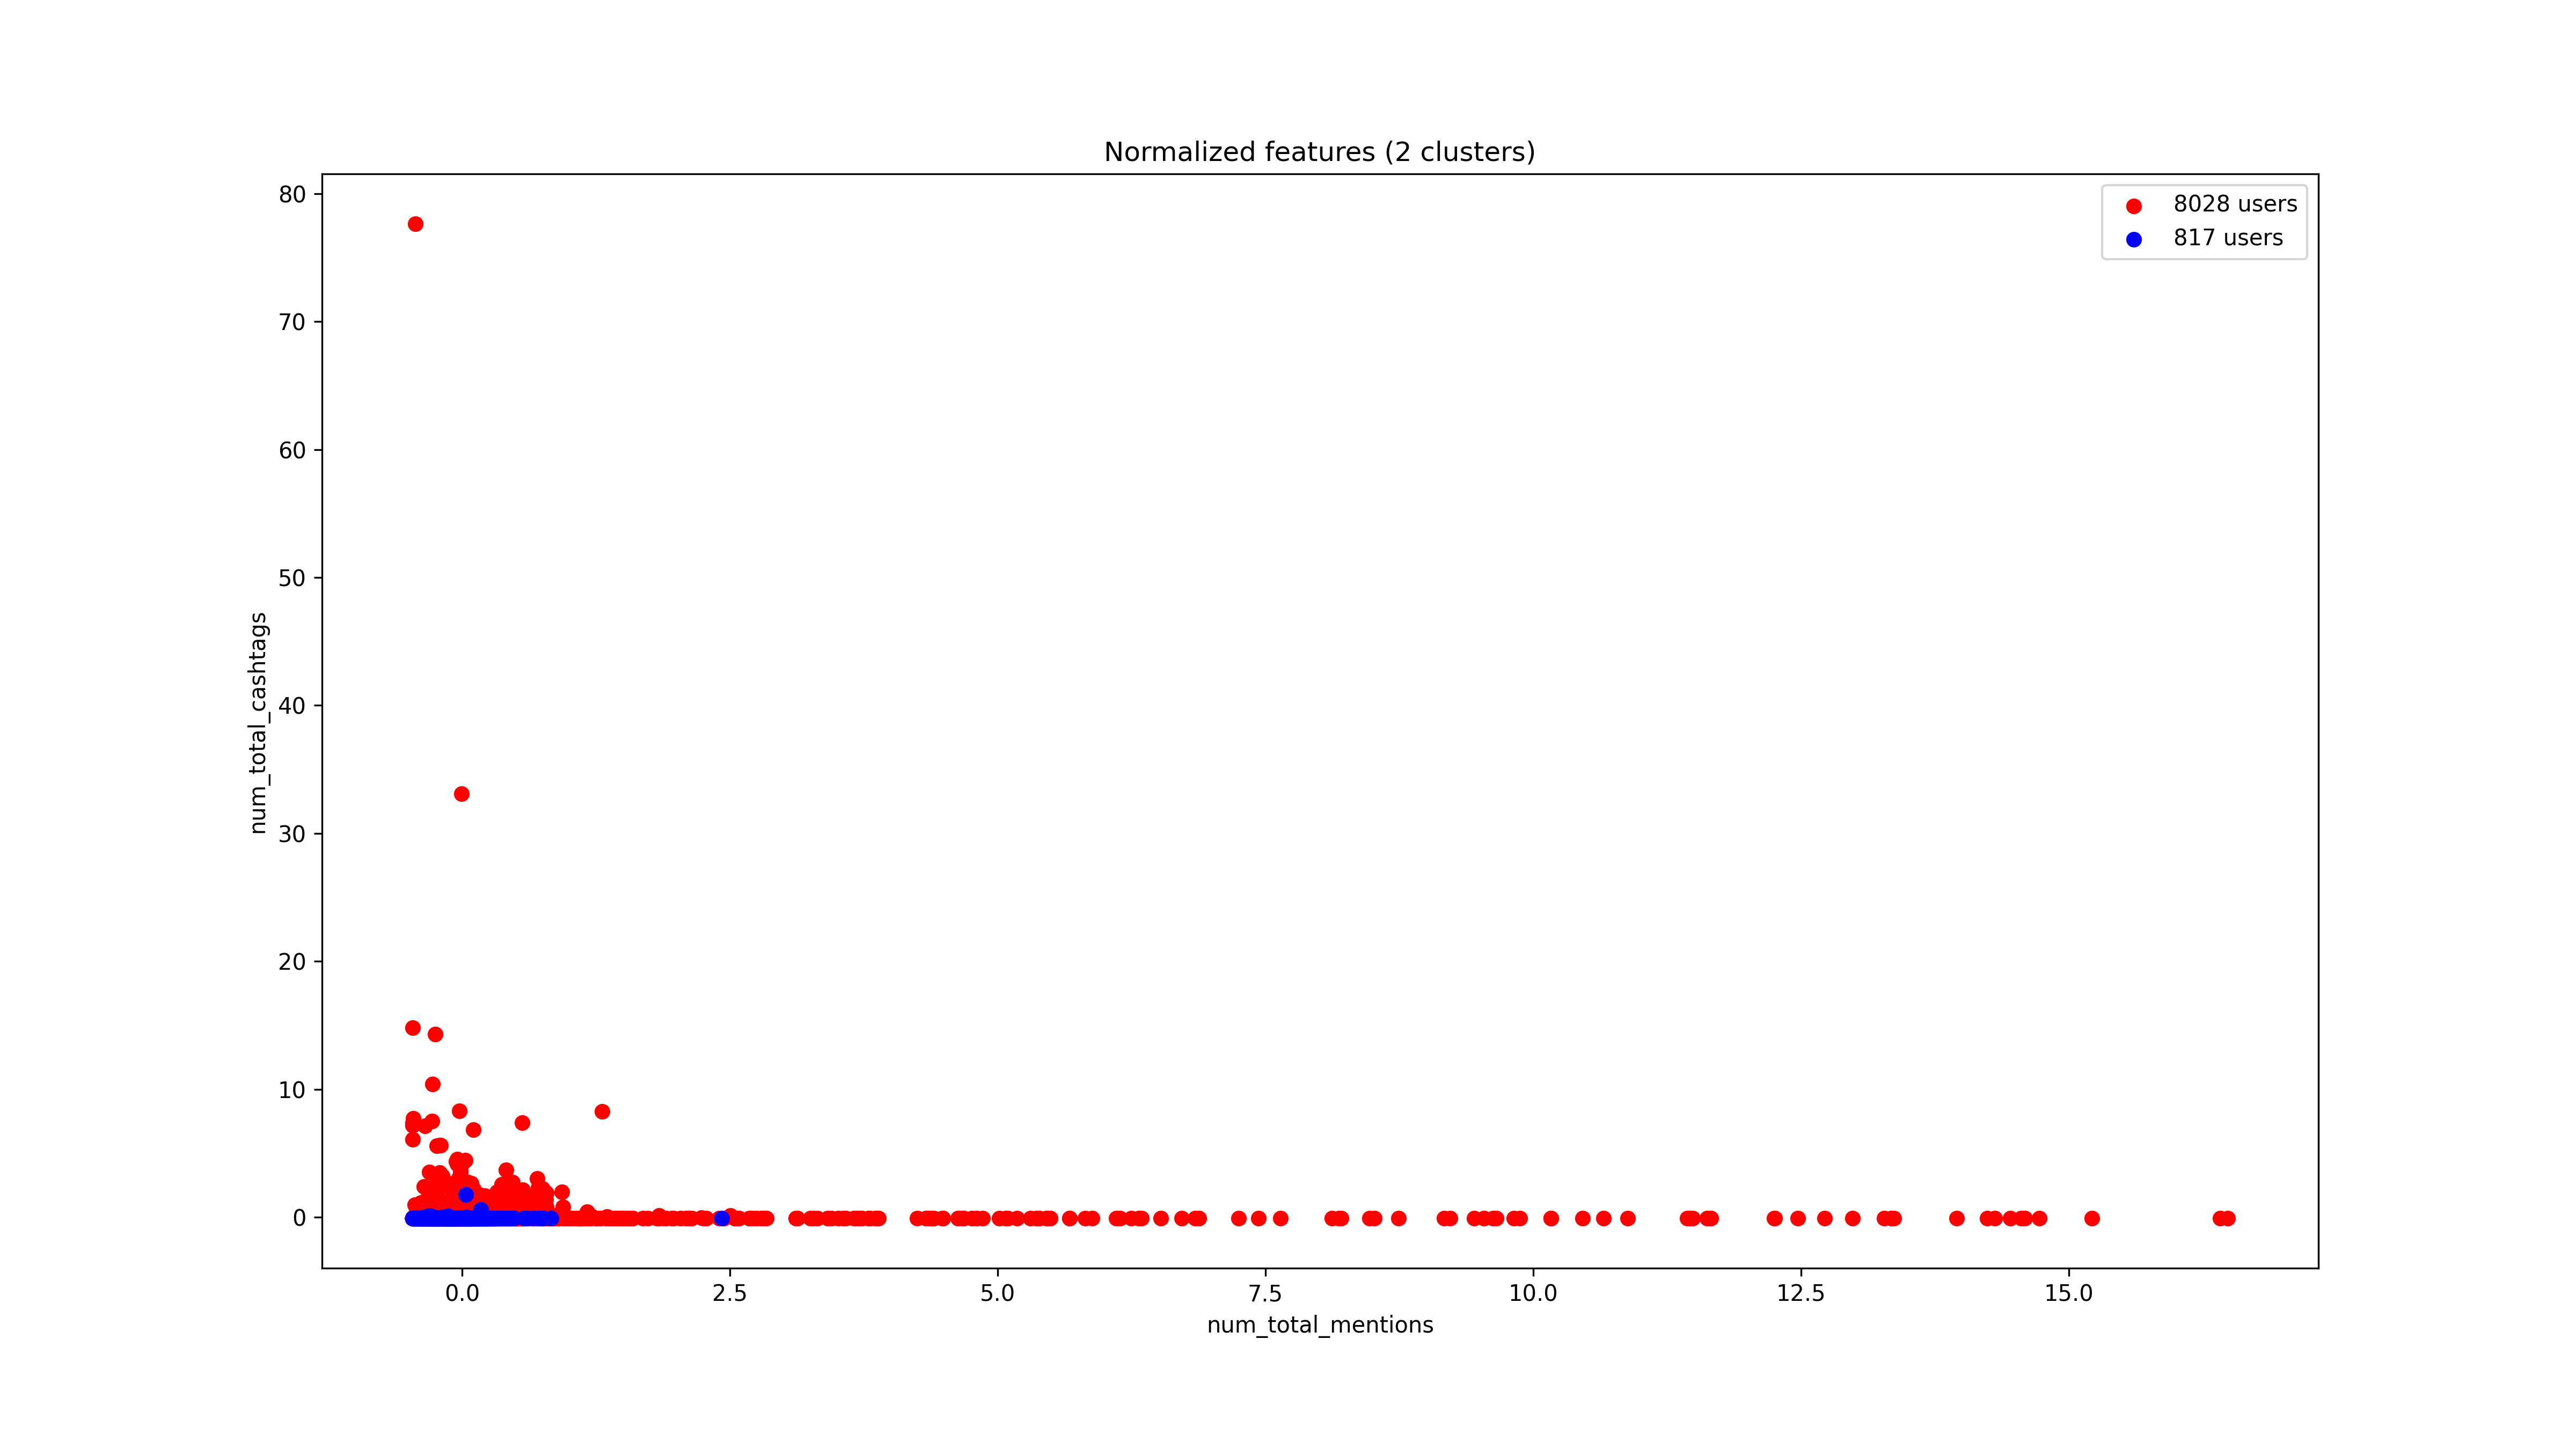 Normalized features (2 clusters)
8028 users
817 users
80
70
60
50
40
30
20
10
0
num_total_cashtags
0.0 2.5 5.0 7.5 10.0 12.5 15.0
num_total_mentions